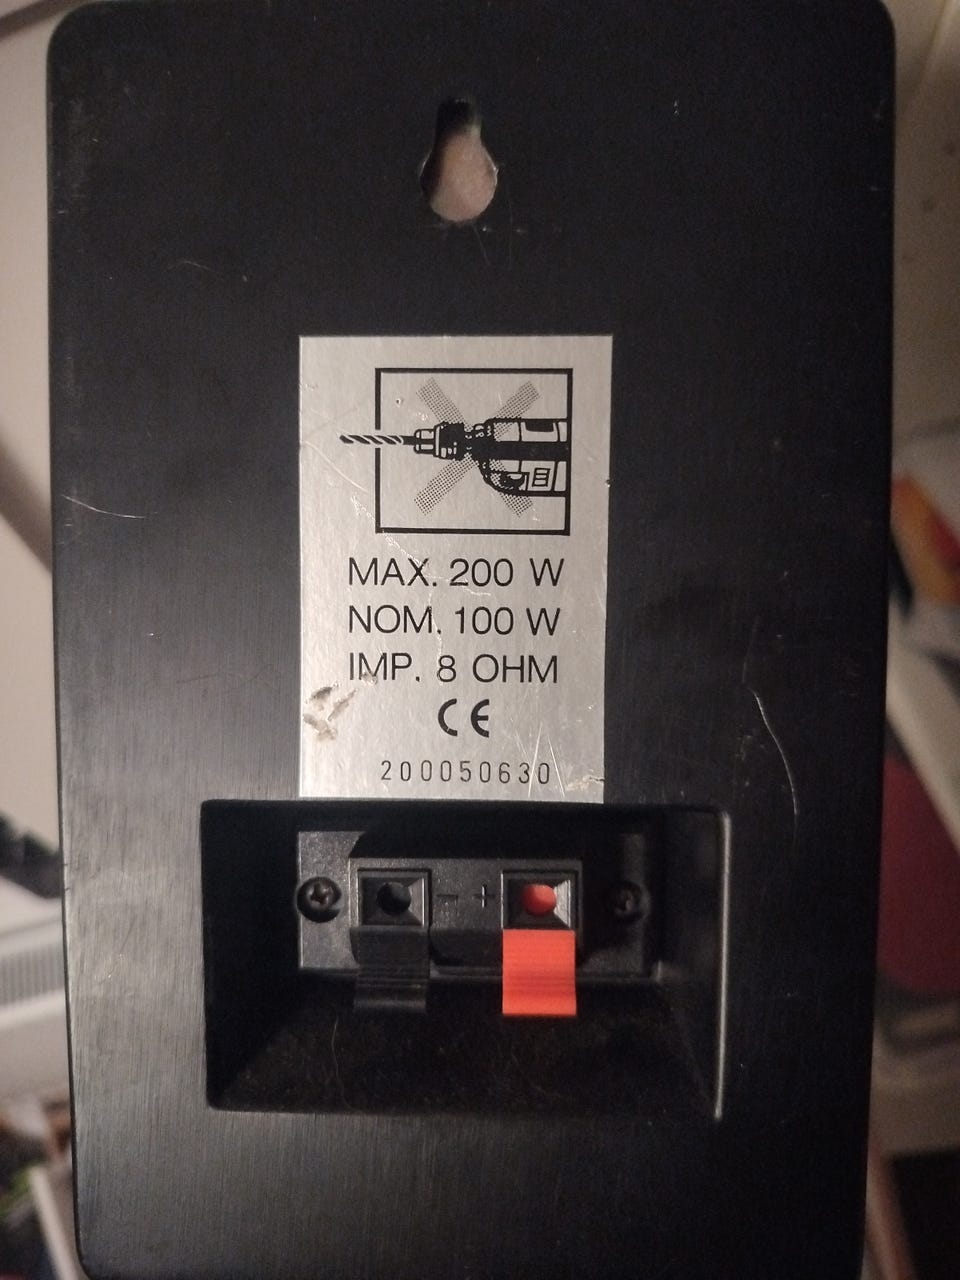 MAX. 200 W
NOM. 100 W
IMP. 8 OHM
CE
200050630
- +